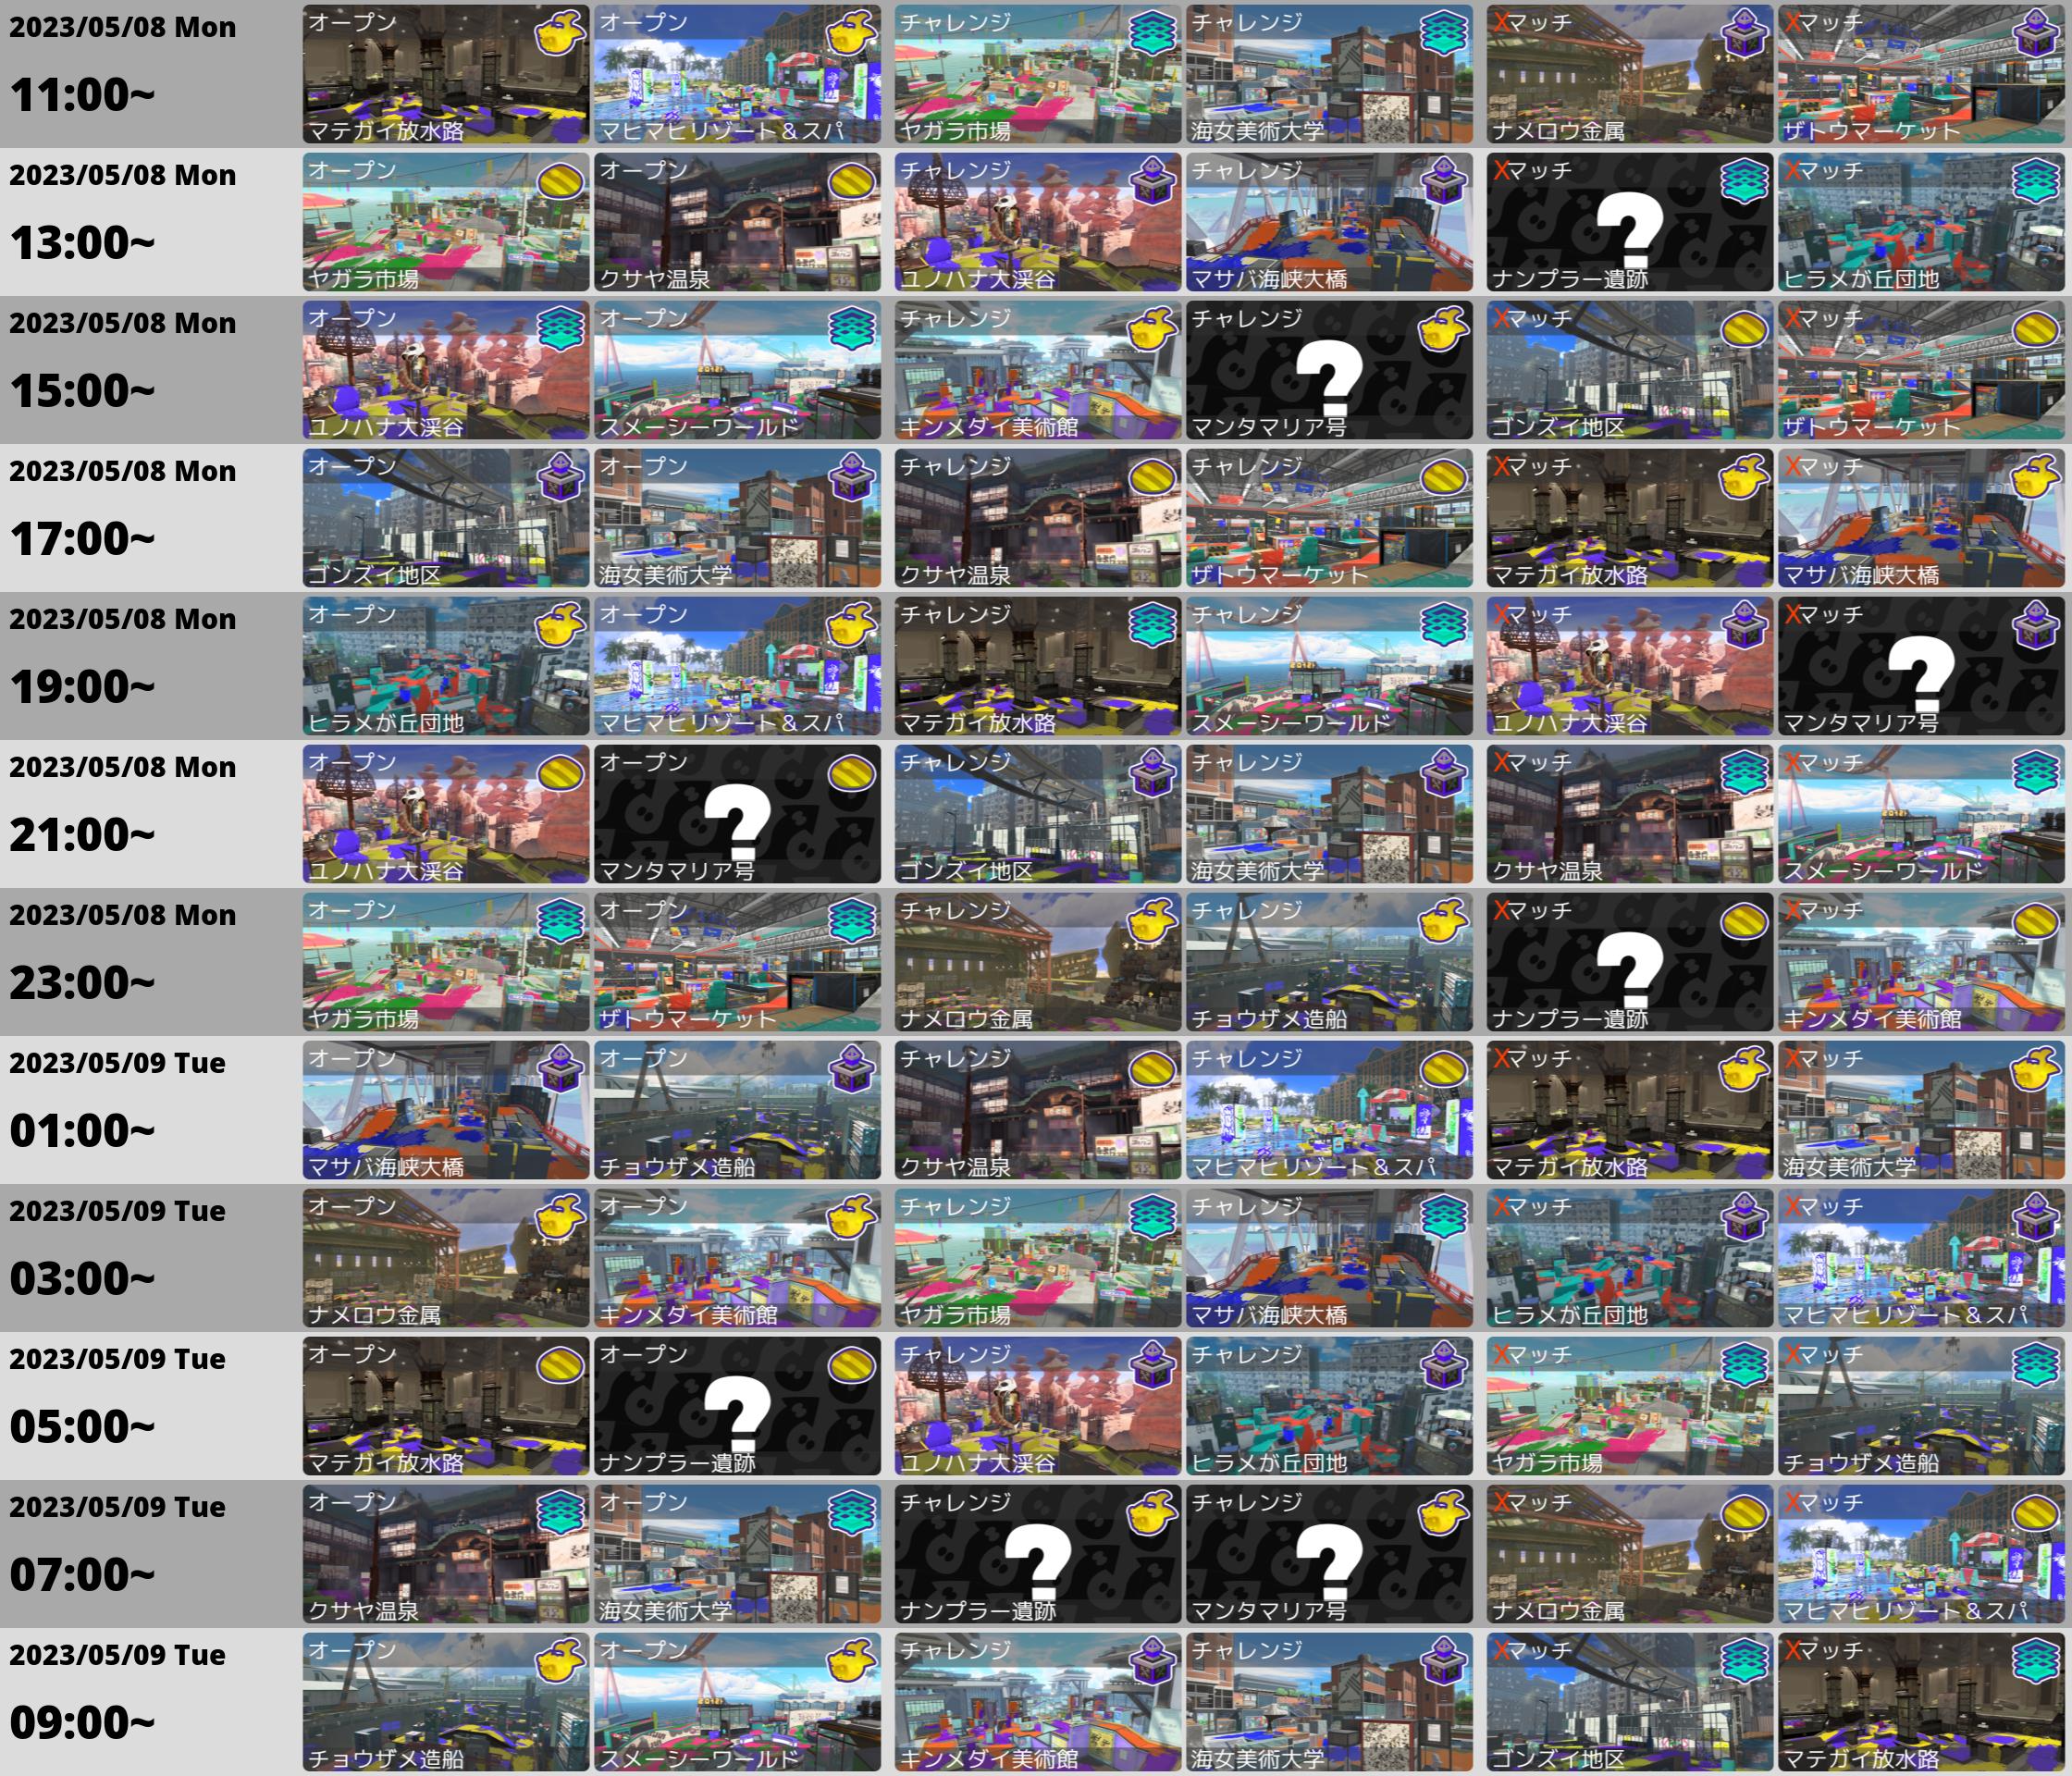 2023/05/08 Mon
11:00~
オープン オープン チャレンジ チャレンジ Xマッチ Xマッチ
マテガイ放水路 マヒマヒリゾート＆スパ ヤガラ市場 海女美術大学 ナメロウ金属 ザトウマーケット
2023/05/08 Mon
13:00~
オープン オープン チャレンジ チャレンジ Xマッチ Xマッチ
ヤガラ市場 クサヤ温泉 ユノハナ大渓谷 マサバ海峡大橋 ナンプラー遺跡 ヒラメが丘団地
2023/05/08 Mon
15:00~
オープン オープン チャレンジ チャレンジ Xマッチ Xマッチ
ユノハナ大渓谷 スメーシーワールド キンメダイ美術館 マンタマリア号 ゴンズイ地区 ザトウマーケット
2023/05/08 Mon
17:00~
オープン オープン チャレンジ チャレンジ Xマッチ Xマッチ
ゴンズイ地区 海女美術大学 クサヤ温泉 ザトウマーケット マテガイ放水路 マサバ海峡大橋
2023/05/08 Mon
19:00~
オープン オープン チャレンジ チャレンジ Xマッチ Xマッチ
ヒラメが丘団地 マヒマヒリゾート＆スパ マテガイ放水路 スメーシーワールド ユノハナ大渓谷 マンタマリア号
2023/05/08 Mon
21:00~
オープン オープン チャレンジ チャレンジ Xマッチ Xマッチ
ユノハナ大渓谷 マンタマリア号 ゴンズイ地区 海女美術大学 クサヤ温泉 スメーシーワールド
2023/05/08 Mon
23:00~
オープン オープン チャレンジ チャレンジ Xマッチ Xマッチ
ヤガラ市場 ザトウマーケット ナメロウ金属 チョウザメ造船 ナンプラー遺跡 キンメダイ美術館
2023/05/09 Tue
01:00~
オープン オープン チャレンジ チャレンジ Xマッチ Xマッチ
マサバ海峡大橋 チョウザメ造船 クサヤ温泉 マヒマヒリゾート＆スパ マテガイ放水路 海女美術大学
2023/05/09 Tue
03:00~
オープン オープン チャレンジ チャレンジ Xマッチ Xマッチ
ナメロウ金属 キンメダイ美術館 ヤガラ市場 マサバ海峡大橋 ヒラメが丘団地 マヒマヒリゾート＆スパ
2023/05/09 Tue
05:00~
オープン オープン チャレンジ チャレンジ Xマッチ Xマッチ
マテガイ放水路 ナンプラー遺跡 ユノハナ大渓谷 ヒラメが丘団地 ヤガラ市場 チョウザメ造船
2023/05/09 Tue
07:00~
オープン オープン チャレンジ チャレンジ Xマッチ Xマッチ
クサヤ温泉 海女美術大学 ナンプラー遺跡 マンタマリア号 ナメロウ金属 マヒマヒリゾート＆スパ
2023/05/09 Tue
09:00~
オープン オープン チャレンジ チャレンジ Xマッチ Xマッチ
チョウザメ造船 スメーシーワールド キンメダイ美術館 海女美術大学 ゴンズイ地区 マテガイ放水路